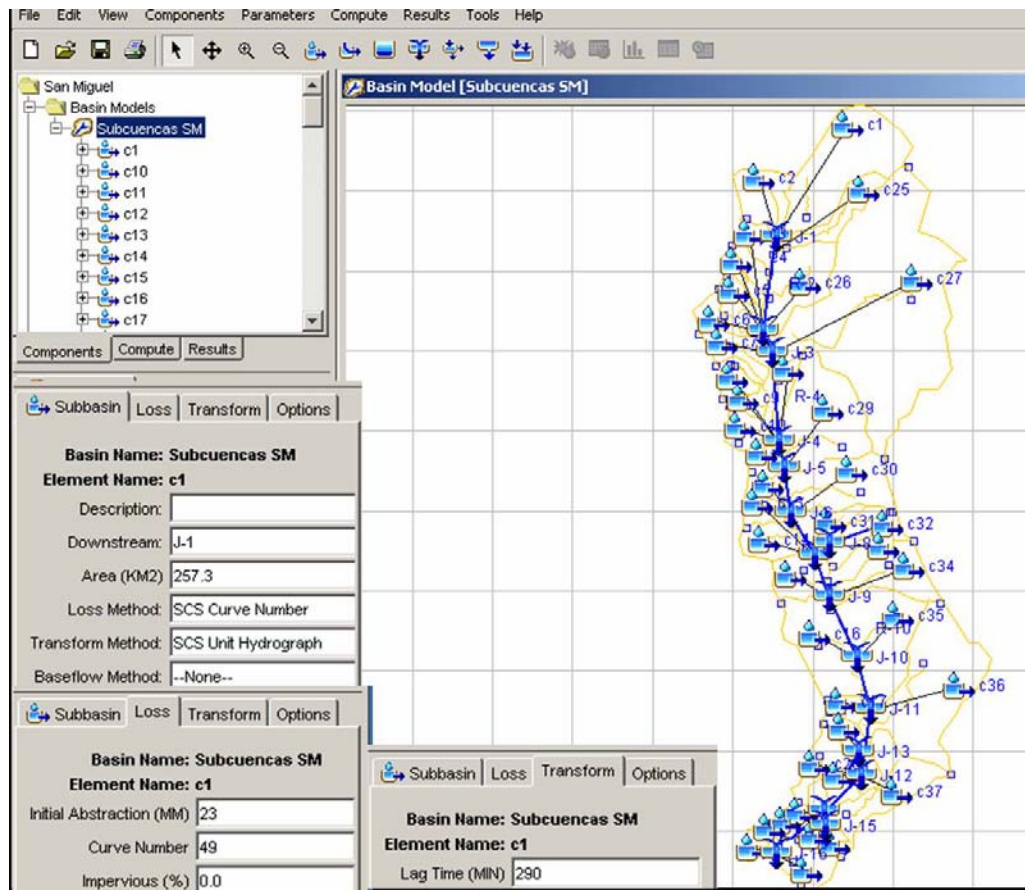 File Edit View Components Parameters Compute Results Tools Help
San Miguel
Basin Models
Subcuencas SM
c1
c10
c11
c12
c13
c14
c15
c16
c17
Components Compute Results
Basin Model [Subcuencas SM]
c1
c2
c25
J-1
c26
c27
c6
J-3
R-4
c9
c29
J-4
J-5
c30
c31
c32
J-8
c34
J-9
c35
c16
R-10
J-10
c36
J-11
J-13
J-12
c37
J-15
J-16
Subbasin Loss Transform Options
Basin Name: Subcuencas SM
Element Name: c1
Description:
Downstream: J-1
Area (KM2) 257.3
Loss Method: SCS Curve Number
Transform Method: SCS Unit Hydrograph
Baseflow Method: --None--
Subbasin Loss Transform Options
Basin Name: Subcuencas SM
Element Name: c1
Initial Abstraction (MM) 23
Curve Number 49
Impervious (%) 0.0
Subbasin Loss Transform Options
Basin Name: Subcuencas SM
Element Name: c1
Lag Time (MIN) 290